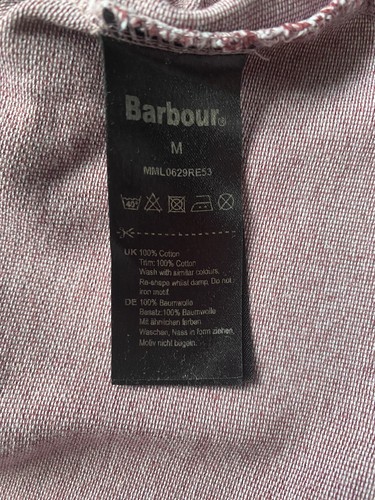 Barbour®
M
MML0629RE53
40°
UK 100% Cotton
Trim: 100% Cotton
Wash with similar colours.
Re-shape whilst damp. Do not
iron motif.
DE 100% Baumwolle
Besatz: 100% Baumwolle
Mit ähnlichen farben
Waschen, Nass in form ziehen,
Motiv nicht bügeln.